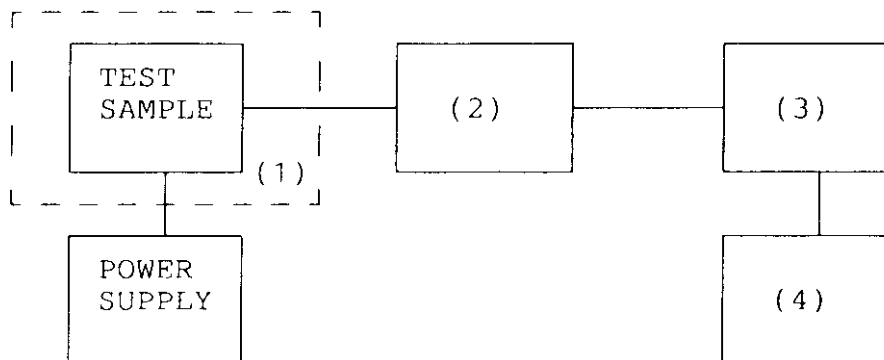 TEST
SAMPLE
(1)
(2)
(3)
POWER
SUPPLY
(4)